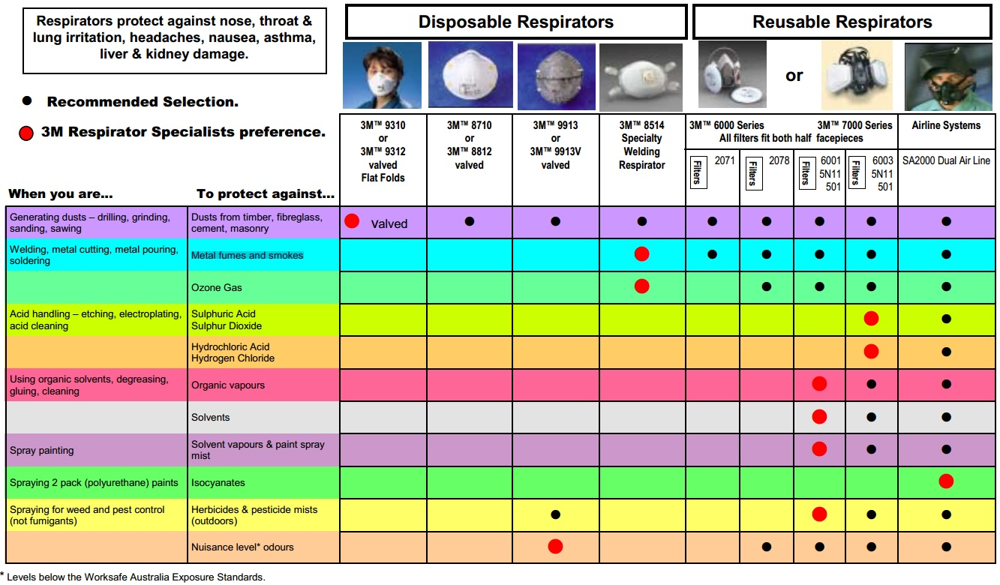 Respirators protect against nose, throat &
lung irritation, headaches, nausea, asthma,
liver & kidney damage.
● Recommended Selection.
3M Respirator Specialists preference.
Disposable Respirators
Reusable Respirators
or
3M™ 9310
or
3M™ 9312
valved
Flat Folds
3M™ 8710
or
3M™ 8812
valved
3M™ 9913
or
3M™ 9913V
valved
3M™ 8514
Specialty
Welding
Respirator
3M™ 6000 Series 3M™ 7000 Series
All filters fit both half facepieces
Filters 2071
Filters 2078
Filters 6001
5N11
501
Filters 6003
5N11
501
Airline Systems
SA2000 Dual Air Line
When you are... To protect against...
Generating dusts – drilling, grinding,
sanding, sawing
Dusts from timber, fibreglass,
cement, masonry
Valved
Welding, metal cutting, metal pouring,
soldering
Metal fumes and smokes
Ozone Gas
Acid handling – etching, electroplating,
acid cleaning
Sulphuric Acid
Sulphur Dioxide
Hydrochloric Acid
Hydrogen Chloride
Using organic solvents, degreasing,
gluing, cleaning
Organic vapours
Solvents
Spray painting
Solvent vapours & paint spray
mist
Spraying 2 pack (polyurethane) paints
Isocyanates
Spraying for weed and pest control
(not fumigants)
Herbicides & pesticide mists
(outdoors)
Nuisance level* odours
* Levels below the Worksafe Australia Exposure Standards.